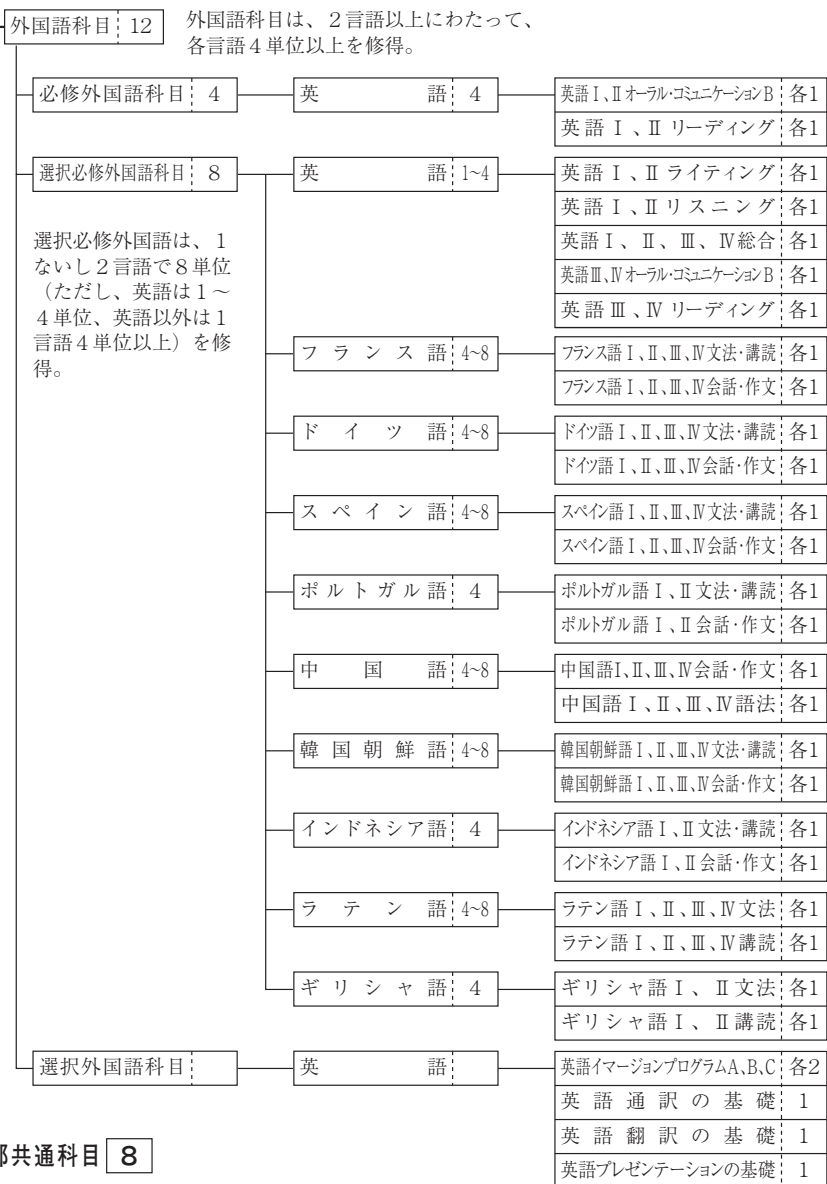 外国語科目 12
外国語科目は、２言語以上にわたって、
各言語４単位以上を修得。
必修外国語科目 4
英語 4
英語Ⅰ、Ⅱオーラル・コミュニケーションB 各1
英語Ⅰ、Ⅱリーディング 各1
選択必修外国語科目 8
選択必修外国語は、１
ないし２言語で８単位
（ただし、英語は１～
４単位、英語以外は１
言語４単位以上）を修
得。
英語 1~4
英語Ⅰ、Ⅱライティング 各1
英語Ⅰ、Ⅱリスニング 各1
英語Ⅰ、Ⅱ、Ⅲ、Ⅳ総合 各1
英語Ⅲ、Ⅳオーラル・コミュニケーションB 各1
英語Ⅲ、Ⅳリーディング 各1
フランス語 4~8
フランス語Ⅰ、Ⅱ、Ⅲ、Ⅳ文法・講読 各1
フランス語Ⅰ、Ⅱ、Ⅲ、Ⅳ会話・作文 各1
ドイツ語 4~8
ドイツ語Ⅰ、Ⅱ、Ⅲ、Ⅳ文法・講読 各1
ドイツ語Ⅰ、Ⅱ、Ⅲ、Ⅳ会話・作文 各1
スペイン語 4~8
スペイン語Ⅰ、Ⅱ、Ⅲ、Ⅳ文法・講読 各1
スペイン語Ⅰ、Ⅱ、Ⅲ、Ⅳ会話・作文 各1
ポルトガル語 4
ポルトガル語Ⅰ、Ⅱ文法・講読 各1
ポルトガル語Ⅰ、Ⅱ会話・作文 各1
中国語 4~8
中国語Ⅰ、Ⅱ、Ⅲ、Ⅳ会話・作文 各1
中国語Ⅰ、Ⅱ、Ⅲ、Ⅳ語法 各1
韓国朝鮮語 4~8
韓国朝鮮語Ⅰ、Ⅱ、Ⅲ、Ⅳ文法・講読 各1
韓国朝鮮語Ⅰ、Ⅱ、Ⅲ、Ⅳ会話・作文 各1
インドネシア語 4
インドネシア語Ⅰ、Ⅱ文法・講読 各1
インドネシア語Ⅰ、Ⅱ会話・作文 各1
ラテン語 4~8
ラテン語Ⅰ、Ⅱ、Ⅲ、Ⅳ文法 各1
ラテン語Ⅰ、Ⅱ、Ⅲ、Ⅳ講読 各1
ギリシャ語 4
ギリシャ語Ⅰ、Ⅱ文法 各1
ギリシャ語Ⅰ、Ⅱ講読 各1
選択外国語科目
英語
英語イマージョンプログラムA、B、C 各2
英語通訳の基礎 1
英語翻訳の基礎 1
英語プレゼンテーションの基礎 1
部共通科目 8